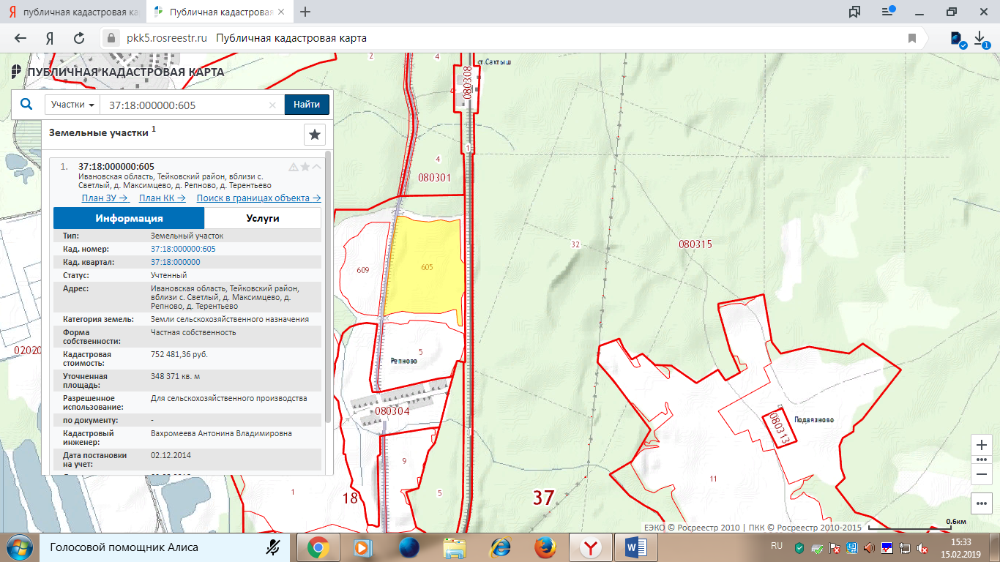 публичная кадастровая ка
Публичная кадастровая
pkk5.rosreestr.ru Публичная кадастровая карта
1
ПУБЛИЧНАЯ КАДАСТРОВАЯ КАРТА
Участки
37:18:000000:605
Найти
Земельные участки 1
1. 37:18:000000:605
Ивановская область, Тейковский район, вблизи с.
Светлый, д. Максимцево, д. Репново, д. Терентьево
План ЗУ → План КК → Поиск в границах объекта →
Информация Услуги
Тип: Земельный участок
Кад. номер: 37:18:000000:605
Кад. квартал: 37:18:000000
Статус: Учтенный
Адрес: Ивановская область, Тейковский район,
вблизи с. Светлый, д. Максимцево, д.
Репново, д. Терентьево
Категория земель: Земли сельскохозяйственного назначения
Форма
собственности: Частная собственность
Кадастровая
стоимость: 752 481,36 руб.
Уточненная
площадь: 348 371 кв. м
Разрешенное
использование: Для сельскохозяйственного производства
по документу: -
Кадастровый
инженер: Вахромеева Антонина Владимировна
Дата постановки
на учет: 02.12.2014
2
4
ст.Сахтыш
080308
1
4
080301
609
605
32
080315
5
Репново
080304
9
5
1
18
37
11
Подвязново
080313
02020
ЕЭКО © Росреестр 2010 | ПКК © Росреестр 2010-2015
0.6км
Голосовой помощник Алиса
RU
15:33
15.02.2019